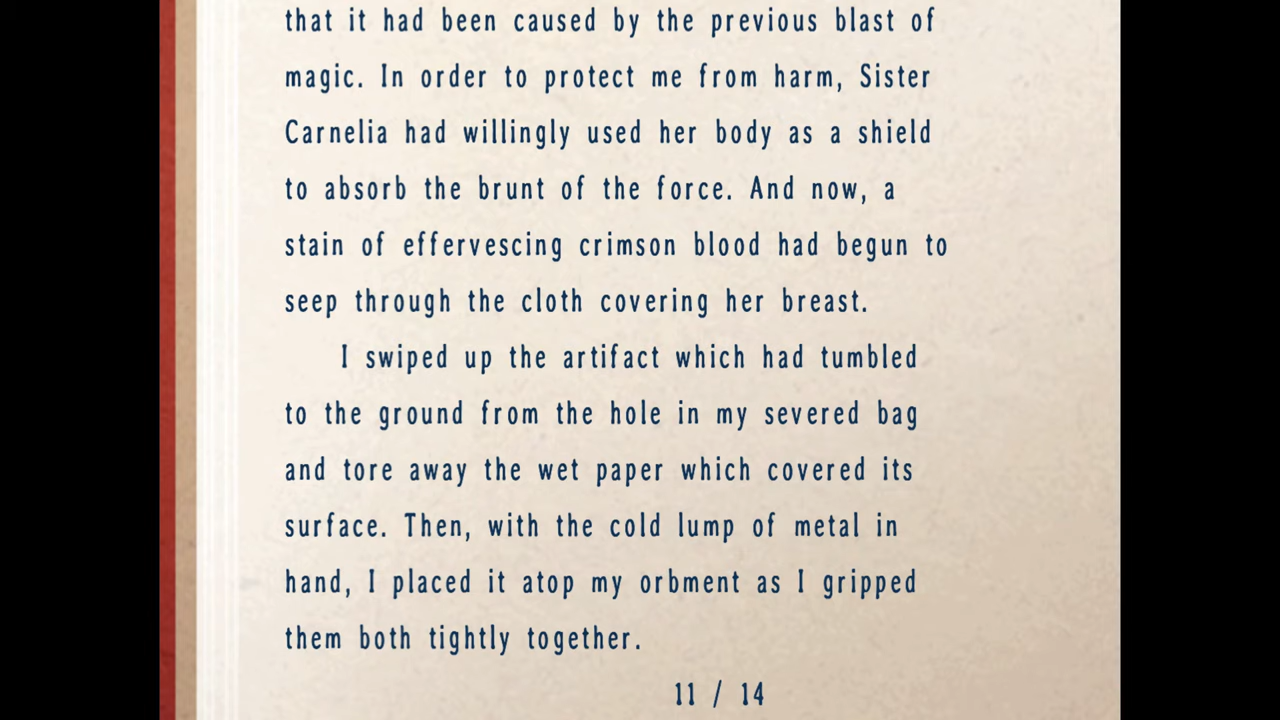 that it had been caused by the previous blast of
magic. In order to protect me from harm, Sister
Carnelia had willingly used her body as a shield
to absorb the brunt of the force. And now, a
stain of effervescing crimson blood had begun to
seep through the cloth covering her breast.
I swiped up the artifact which had tumbled
to the ground from the hole in my severed bag
and tore away the wet paper which covered its
surface. Then, with the cold lump of metal in
hand, I placed it atop my orbment as I gripped
them both tightly together.
11 / 14